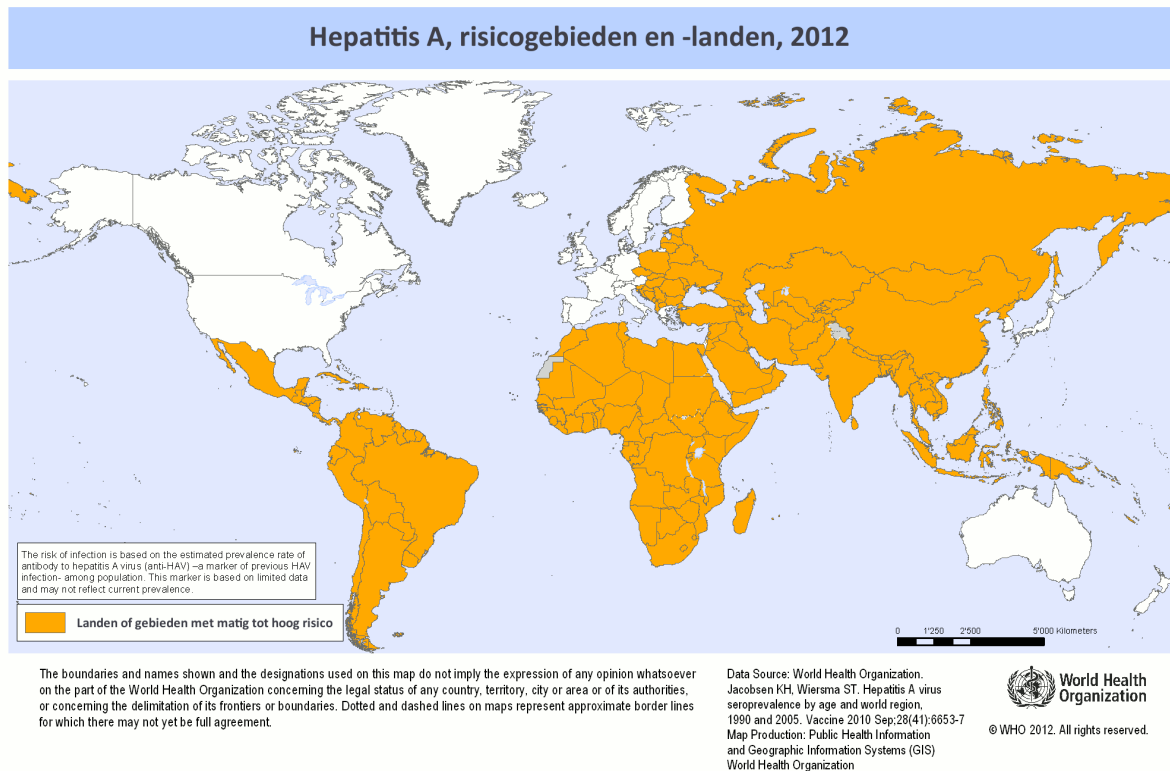 Hepatitis A, risicogebieden en -landen, 2012
The risk of infection is based on the estimated prevalence rate of
antibody to hepatitis A virus (anti-HAV) –a marker of previous HAV
infection- among population. This marker is based on limited data
and may not reflect current prevalence.
Landen of gebieden met matig tot hoog risico
0 1'250 2'500 5'000 Kilometers
The boundaries and names shown and the designations used on this map do not imply the expression of any opinion whatsoever
on the part of the World Health Organization concerning the legal status of any country, territory, city or area or of its authorities,
or concerning the delimitation of its frontiers or boundaries. Dotted and dashed lines on maps represent approximate border lines
for which there may not yet be full agreement.
Data Source: World Health Organization.
Jacobsen KH, Wiersma ST. Hepatitis A virus
seroprevalence by age and world region,
1990 and 2005. Vaccine 2010 Sep;28(41):6653-7
Map Production: Public Health Information
and Geographic Information Systems (GIS)
World Health Organization
World Health
Organization
© WHO 2012. All rights reserved.